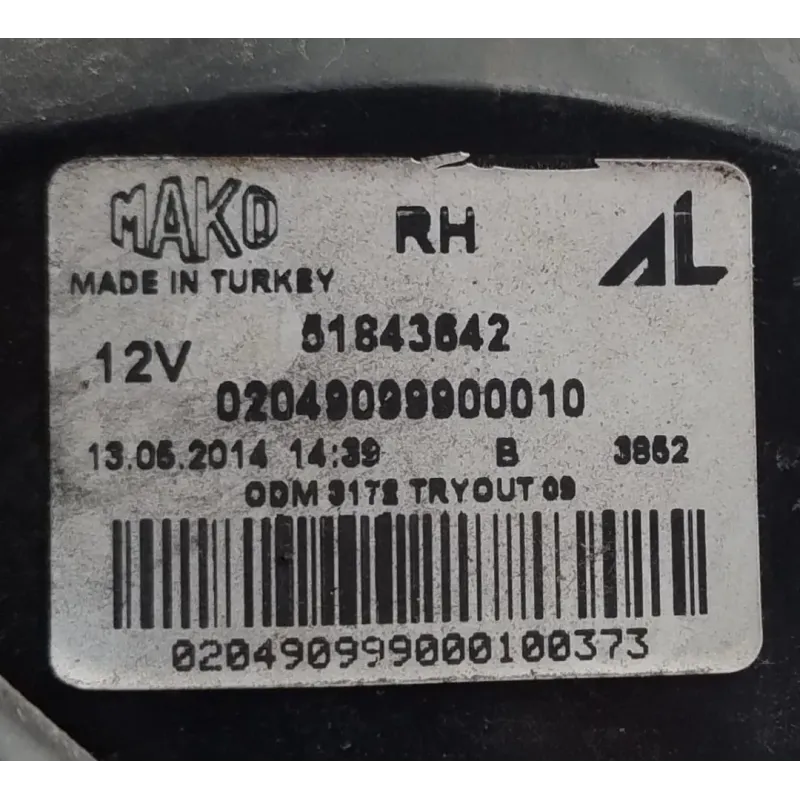 MAKO RH AL
MADE IN TURKEY
51843642
12V
02049099900010
13.05.2014 14:39 B 3852
ODM 3172 TRYOUT 09
020490999000100373